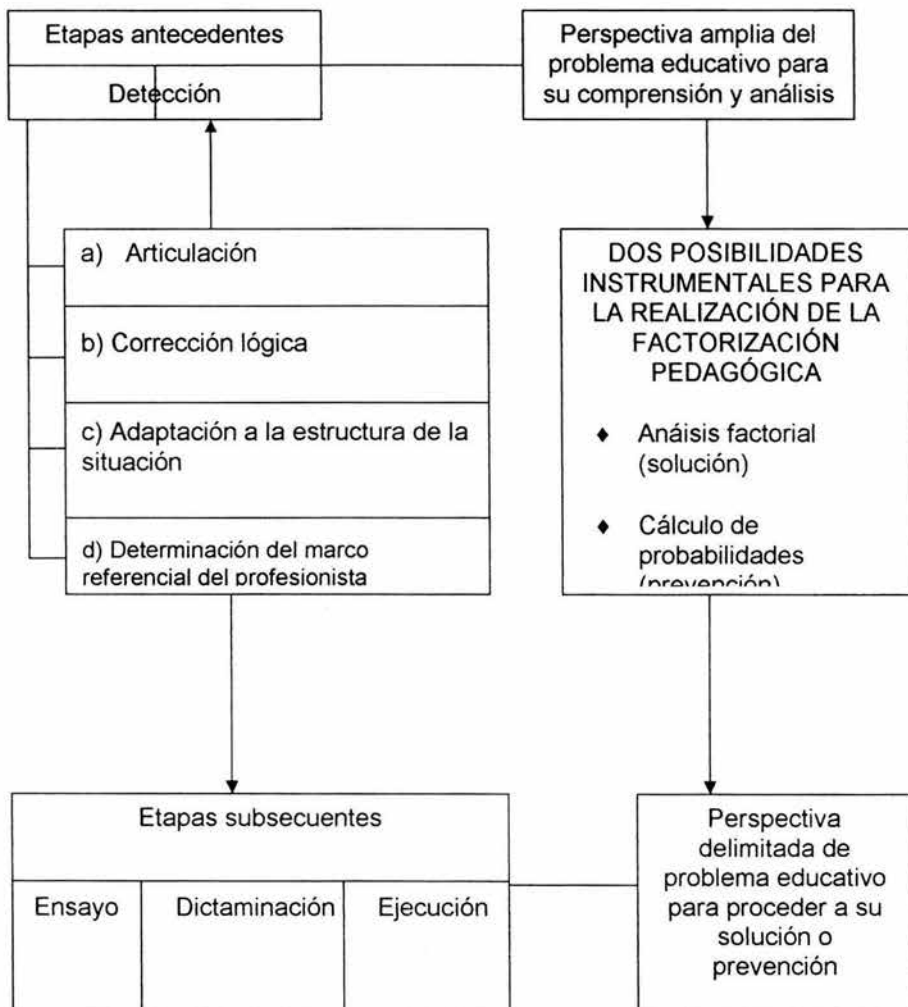 Etapas antecedentes
Detección
Perspectiva amplia del
problema educativo para
su comprensión y análisis
a) Articulación
b) Corrección lógica
c) Adaptación a la estructura de la
situación
d) Determinación del marco
referencial del profesionista
DOS POSIBILIDADES
INSTRUMENTALES PARA
LA REALIZACIÓN DE LA
FACTORIZACIÓN
PEDAGÓGICA
♦ Anáisis factorial
(solución)
♦ Cálculo de
probabilidades
(prevención)
Etapas subsecuentes
Ensayo Dictaminación Ejecución
Perspectiva
delimitada de
problema educativo
para proceder a su
solución o
prevención